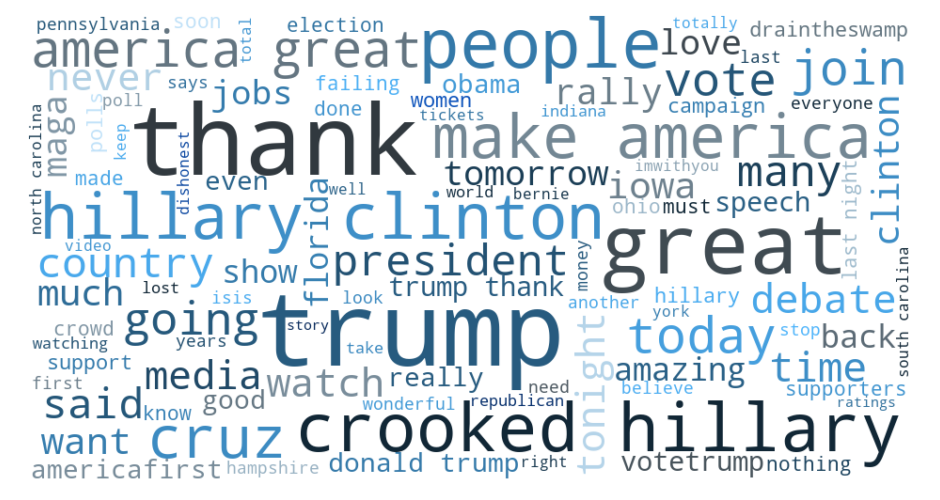 pennsylvania soon
total
election
america
great
people
love
draintheswamp
totally
last
join
never
says
jobs
failing
obama
rally
vote
maga
polls
poll
keep
thank
done
women
tickets
indiana
campaign
everyone
clinton
make america
north carolina
dishonest
made
even
well
tomorrow
world
bernie
imwithyou
iowa
many
ohio
must
speech
last night
hillary clinton
florida
great
video
country
show
president
money
south carolina
much
lost
isis
look
trump thank
another
hillary
york
debate
going
trump
story
take
today
stop
back
crowd
watching
years
tonight
support
media
watch
really
amazing
time
first
need
believe
supporters
said
know
good
wonderful
republican
ratings
crooked hillary
want
cruz
americafirst
hampshire
donald trump
right
votetrump
nothing